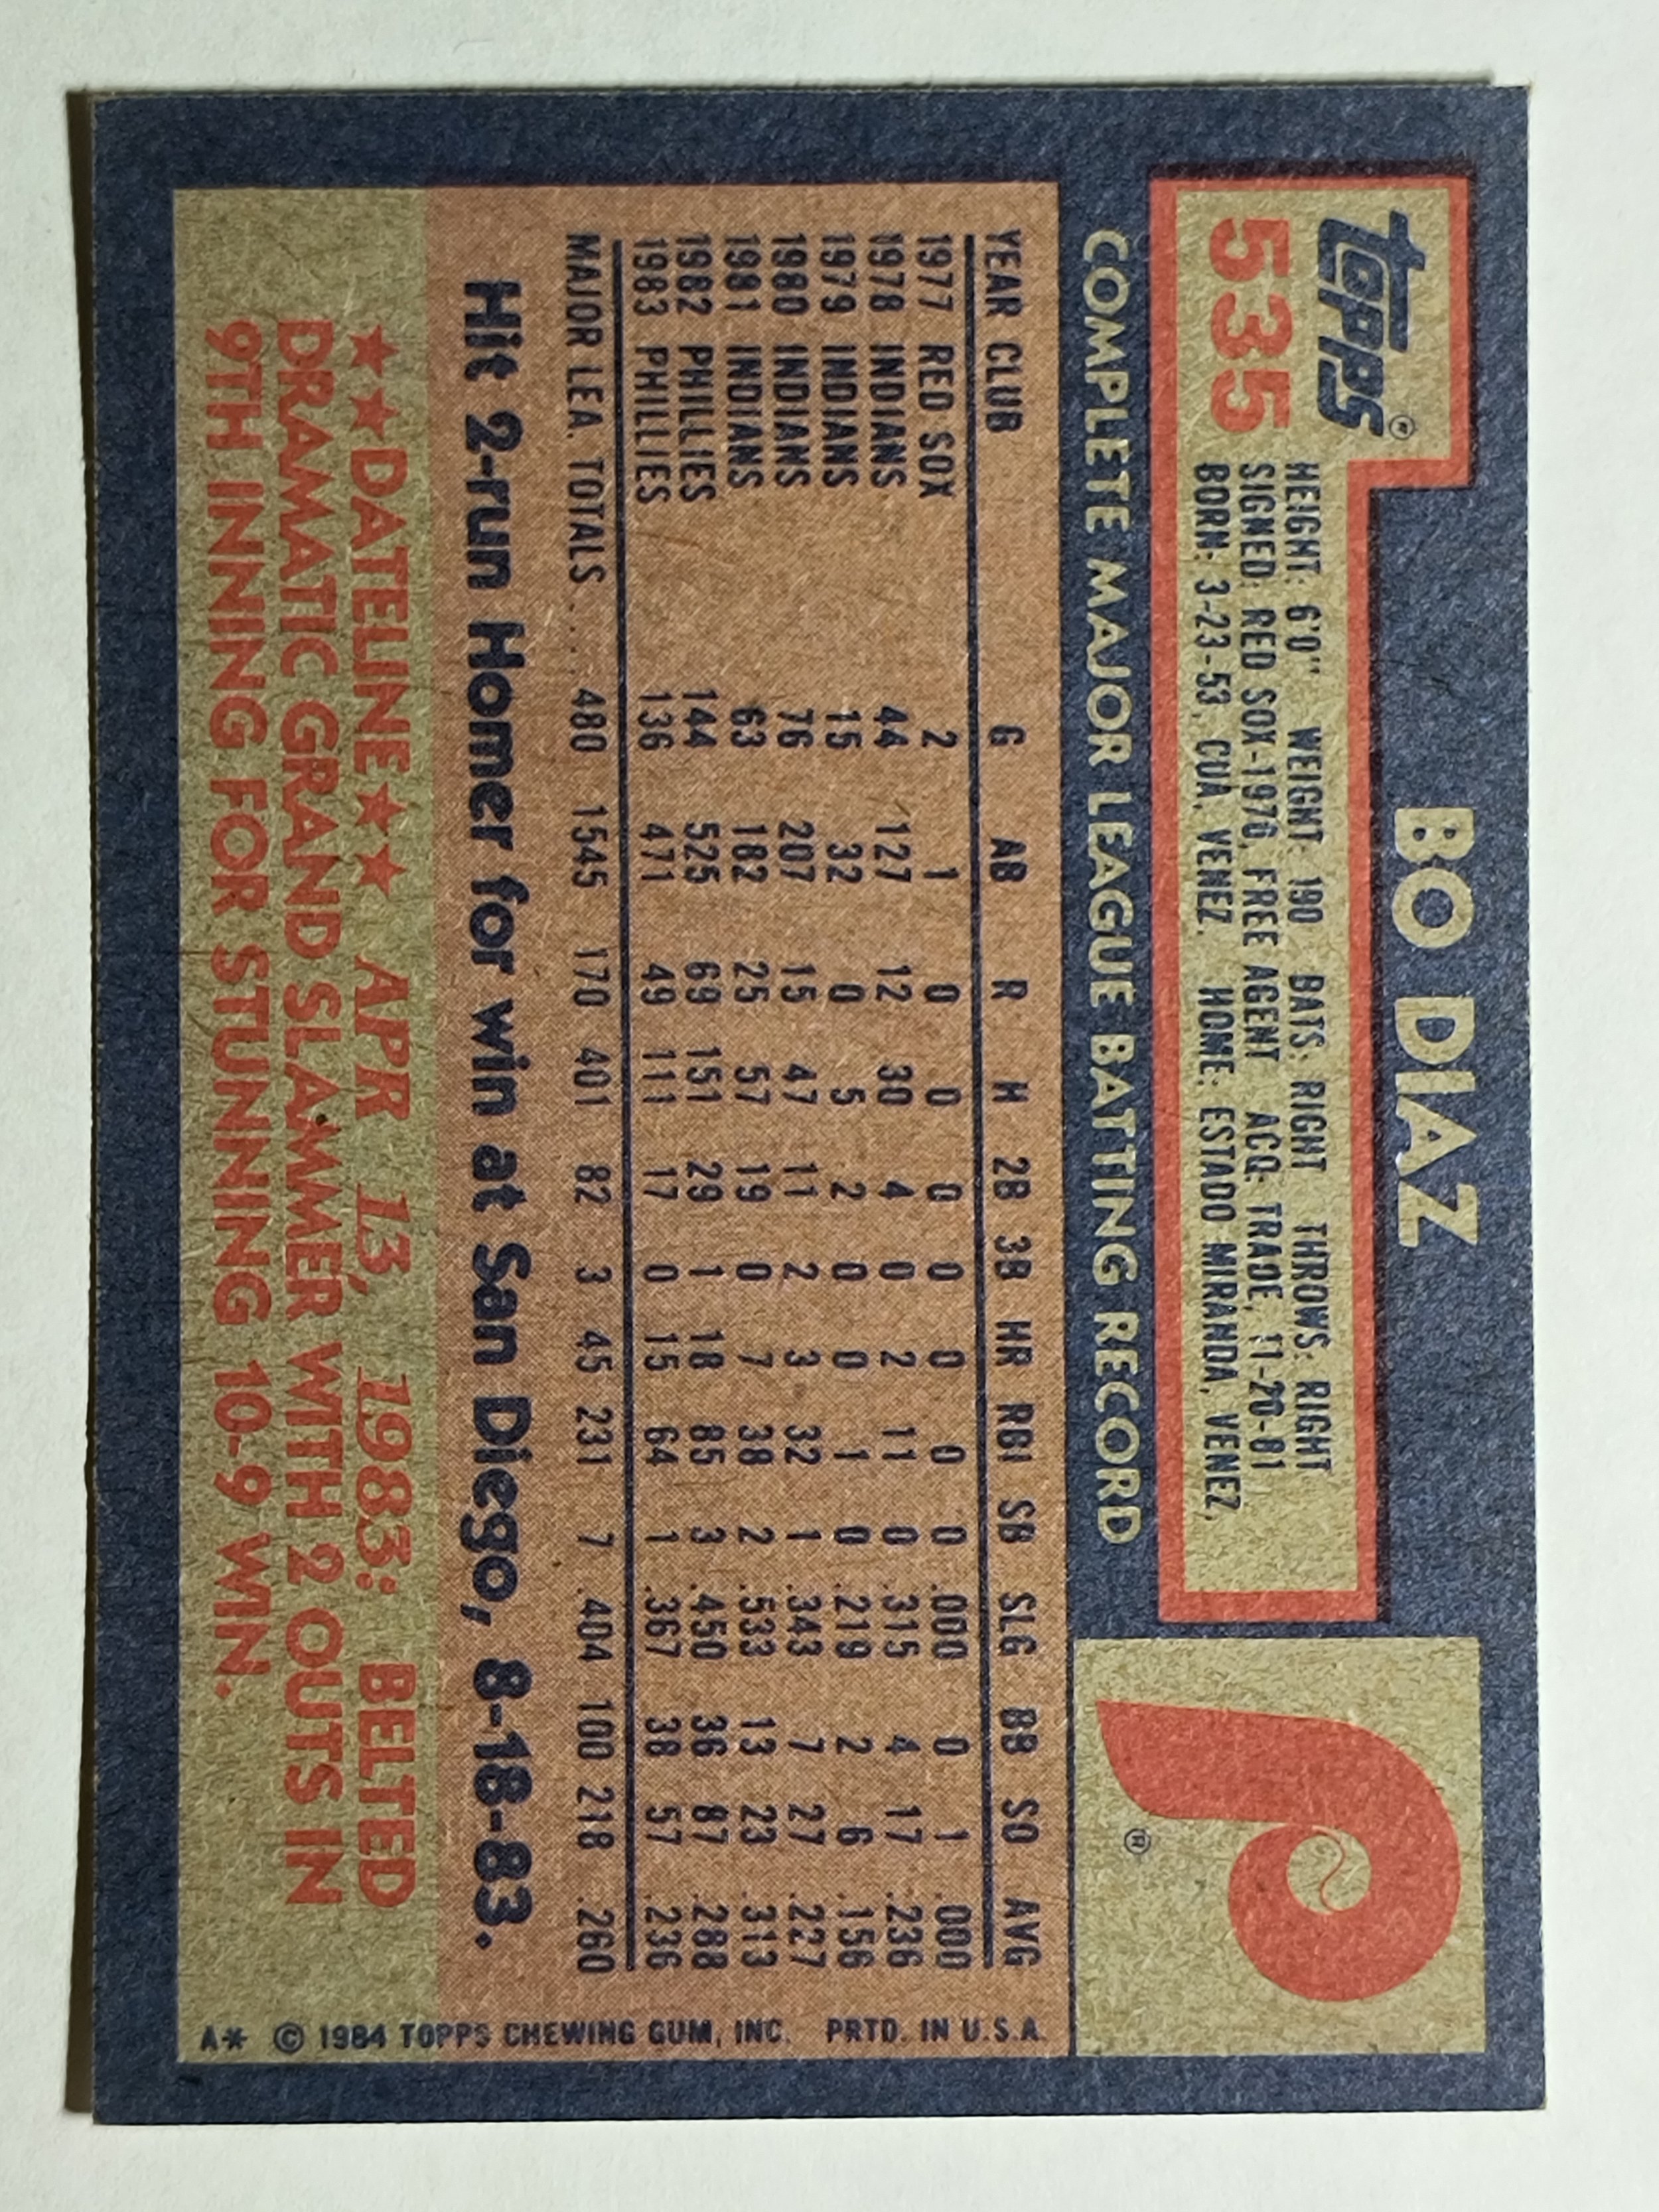 BO DIAZ
topps®
535
HEIGHT: 6'0" WEIGHT: 190 BATS: RIGHT THROWS: RIGHT
SIGNED: RED SOX-1970, FREE AGENT ACQ: TRADE, 11-20-81
BORN: 3-23-53, CUA, VENEZ. HOME: ESTADO MIRANDA, VENEZ.
P
®
COMPLETE MAJOR LEAGUE BATTING RECORD
YEAR CLUB G AB R H 2B 3B HR RBI SB SLG BB SO AVG
1977 RED SOX 2 1 0 0 0 0 0 0 0 .000 0 1 .000
1978 INDIANS 44 127 12 30 4 0 2 11 0 .315 4 17 .236
1979 INDIANS 15 32 0 5 2 0 0 1 0 .219 2 6 .156
1980 INDIANS 76 207 15 47 11 2 3 32 1 .343 7 27 .227
1981 INDIANS 63 182 25 57 19 0 7 38 2 .533 13 23 .313
1982 PHILLIES 144 525 69 151 29 1 18 85 3 .450 36 87 .288
1983 PHILLIES 136 471 49 111 17 0 15 64 1 .367 38 57 .236
MAJOR LEA. TOTALS.... 480 1545 170 401 82 3 45 231 7 .404 100 218 .260
Hit 2-run Homer for win at San Diego, 8-18-83.
★★DATELINE★★ APR 13, 1983: BELTED
DRAMATIC GRAND SLAMMER WITH 2 OUTS IN
9TH INNING FOR STUNNING 10-9 WIN.
A* © 1984 TOPPS CHEWING GUM, INC. PRTD. IN U.S.A.